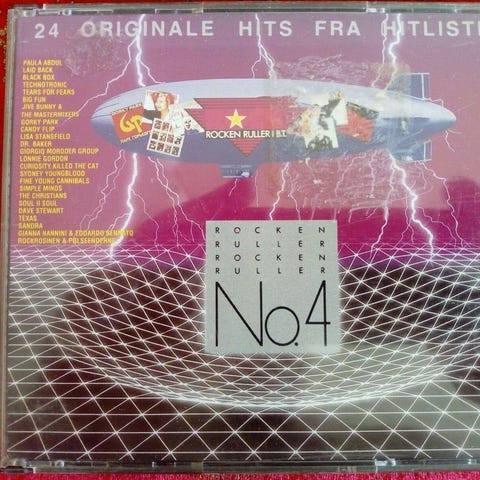 24 ORIGINALE HITS FRA HITLIST
PAULA ABDUL
LAID BACK
BLACK BOX
TECHNOTRONIC
TEARS FOR FEARS
BIG FUN
JIVE BUNNY &
THE MASTERMIXERS
GORKY PARK
CANDY FLIP
LISA STANSFIELD
DR. BAKER
GIORGIO MORODER GROUP
LONNIE GORDON
CURIOSITY KILLED THE CAT
SYDNEY YOUNGBLOOD
FINE YOUNG CANNIBALS
SIMPLE MINDS
THE CHRISTIANS
SOUL II SOUL
DAVE STEWART
TEXAS
SANDRA
GIANNA NANNINI & EDOARDO BENNATO
ROCKROSINEN & PØLSEENDERNE
ROCKEN RULLER
ROCKEN
RULLER
ROCKEN
RULLER
No.4